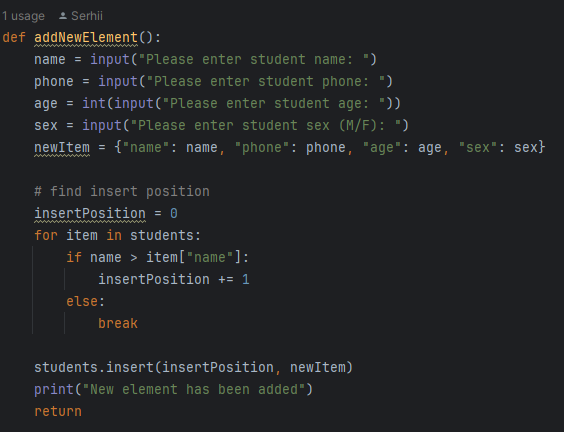 1 usage Serhii
def addNewElement():
    name = input("Please enter student name: ")
    phone = input("Please enter student phone: ")
    age = int(input("Please enter student age: "))
    sex = input("Please enter student sex (M/F): ")
    newItem = {"name": name, "phone": phone, "age": age, "sex": sex}
    # find insert position
    insertPosition = 0
    for item in students:
        if name > item["name"]:
            insertPosition += 1
        else:
            break
    students.insert(insertPosition, newItem)
    print("New element has been added")
    return